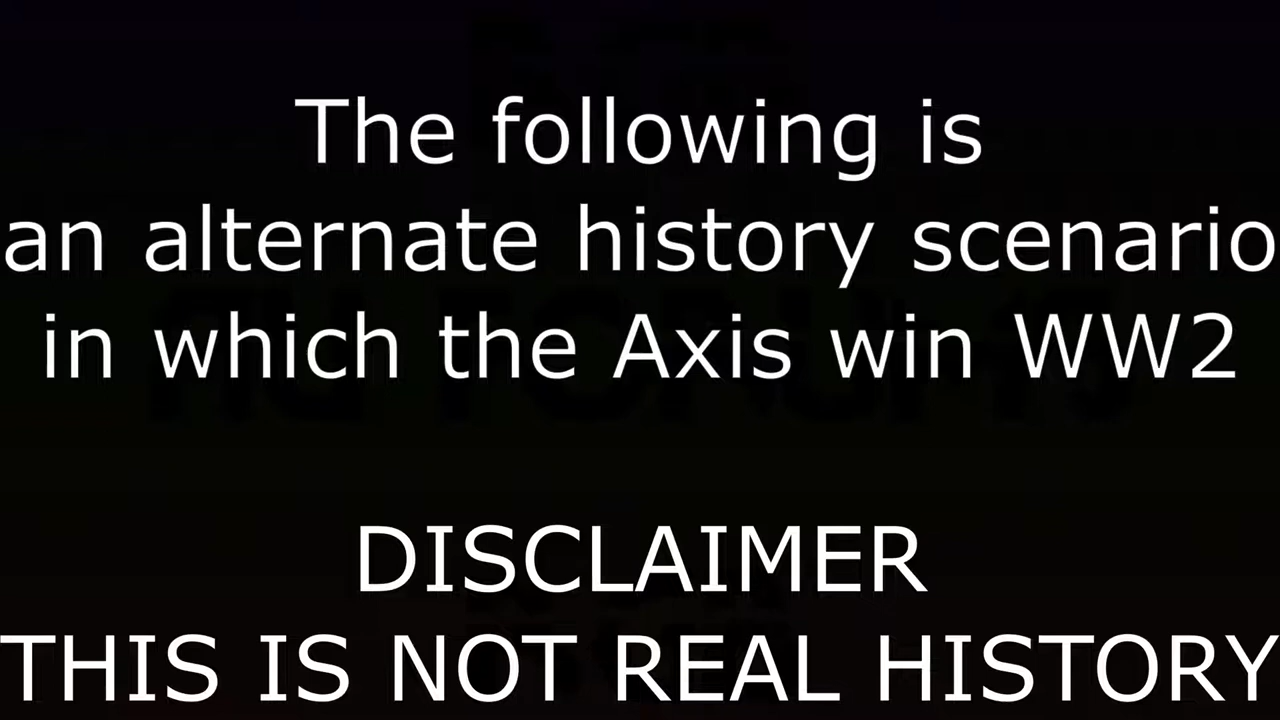 The following is
an alternate history scenario
in which the Axis win WW2
DISCLAIMER
THIS IS NOT REAL HISTORY